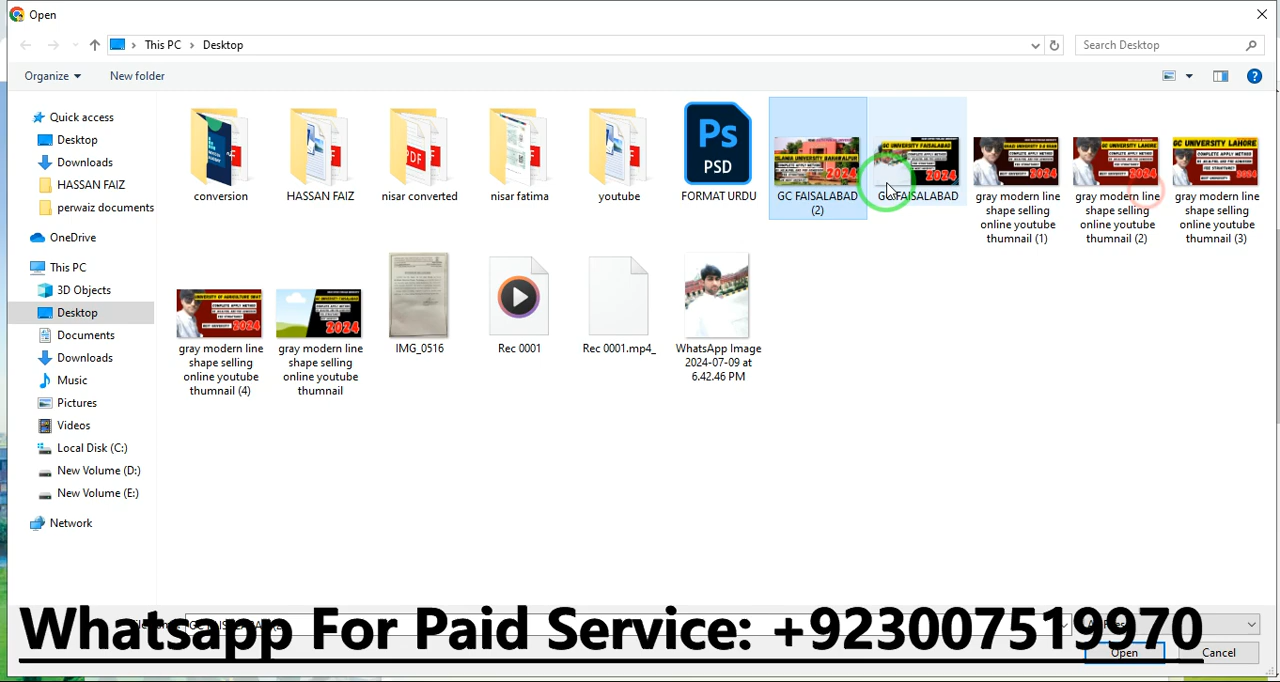 Open
This PC > Desktop
Search Desktop
Organize
New folder
Quick access
Desktop
Downloads
HASSAN FAIZ
perwaiz documents
OneDrive
This PC
3D Objects
Desktop
Documents
Downloads
Music
Pictures
Videos
Local Disk (C:)
New Volume (D:)
New Volume (E:)
Network
conversion
HASSAN FAIZ
nisar converted
nisar fatima
youtube
Ps
PSD
FORMAT URDU
GC FAISALABAD
(2)
GC FAISALABAD
gray modern line
shape selling
online youtube
thumnail (1)
gray modern line
shape selling
online youtube
thumnail (2)
gray modern line
shape selling
online youtube
thumnail (3)
gray modern line
shape selling
online youtube
thumnail (4)
gray modern line
shape selling
online youtube
thumnail
IMG_0516
Rec 0001
Rec 0001.mp4_
WhatsApp Image
2024-07-09 at
6.42.46 PM
Whatsapp For Paid Service: +923007519970
Open
Cancel